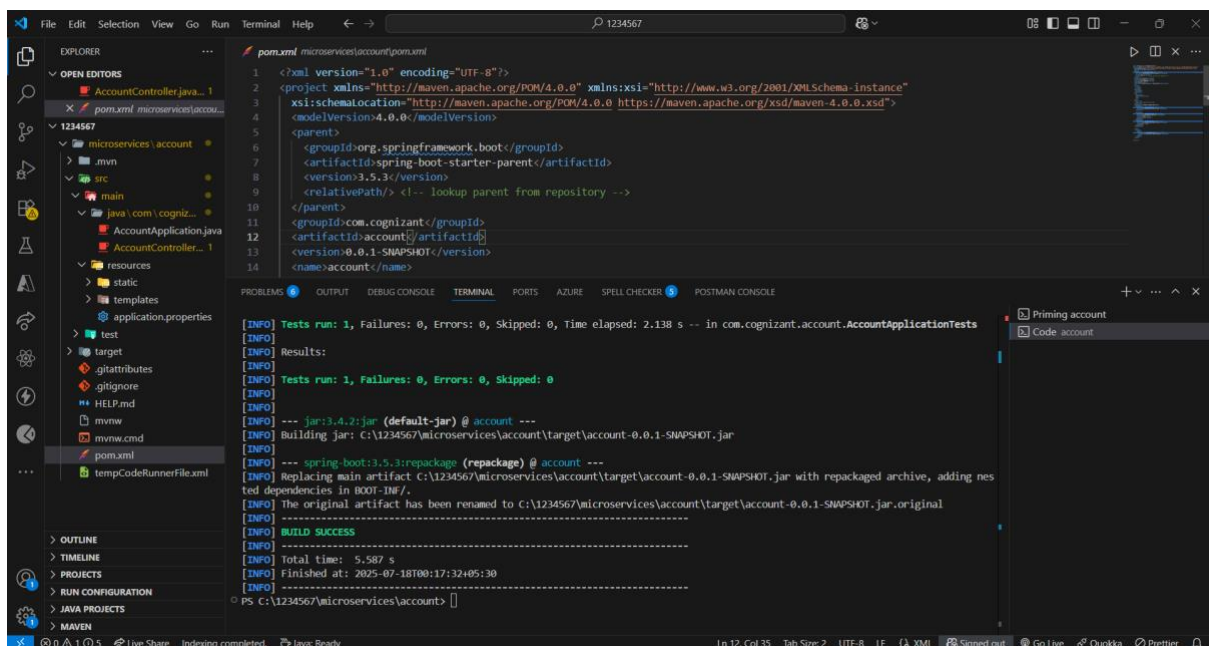 File Edit Selection View Go Run Terminal Help
1234567
EXPLORER
OPEN EDITORS
AccountController.java... 1
pom.xml microservices\accou...
1234567
microservices\account
.mvn
src
main
java\com\cogniz...
AccountApplication.java
AccountController... 1
resources
static
templates
application.properties
test
target
.gitattributes
.gitignore
HELP.md
mvnw
mvnw.cmd
pom.xml
tempCodeRunnerFile.xml
OUTLINE
TIMELINE
PROJECTS
RUN CONFIGURATION
JAVA PROJECTS
MAVEN
pom.xml microservices\account\pom.xml
1 <?xml version="1.0" encoding="UTF-8"?>
2 <project xmlns="http://maven.apache.org/POM/4.0.0" xmlns:xsi="http://www.w3.org/2001/XMLSchema-instance"
3 xsi:schemaLocation="http://maven.apache.org/POM/4.0.0 https://maven.apache.org/xsd/maven-4.0.0.xsd">
4 <modelVersion>4.0.0</modelVersion>
5 <parent>
6 <groupId>org.springframework.boot</groupId>
7 <artifactId>spring-boot-starter-parent</artifactId>
8 <version>3.5.3</version>
9 <relativePath/> <!-- lookup parent from repository -->
10 </parent>
11 <groupId>com.cognizant</groupId>
12 <artifactId>account</artifactId>
13 <version>0.0.1-SNAPSHOT</version>
14 <name>account</name>
PROBLEMS 6 OUTPUT DEBUG CONSOLE TERMINAL PORTS AZURE SPELL CHECKER 5 POSTMAN CONSOLE
[INFO] Tests run: 1, Failures: 0, Errors: 0, Skipped: 0, Time elapsed: 2.138 s -- in com.cognizant.account.AccountApplicationTests
[INFO]
[INFO] Results:
[INFO]
[INFO] Tests run: 1, Failures: 0, Errors: 0, Skipped: 0
[INFO]
[INFO]
[INFO] --- jar:3.4.2:jar (default-jar) @ account ---
[INFO] Building jar: C:\1234567\microservices\account\target\account-0.0.1-SNAPSHOT.jar
[INFO]
[INFO] --- spring-boot:3.5.3:repackage (repackage) @ account ---
[INFO] Replacing main artifact C:\1234567\microservices\account\target\account-0.0.1-SNAPSHOT.jar with repackaged archive, adding nes
ted dependencies in BOOT-INF/.
[INFO] The original artifact has been renamed to C:\1234567\microservices\account\target\account-0.0.1-SNAPSHOT.jar.original
[INFO] ------------------------------------------------------------------------
[INFO] BUILD SUCCESS
[INFO] ------------------------------------------------------------------------
[INFO] Total time: 5.587 s
[INFO] Finished at: 2025-07-18T00:17:32+05:30
[INFO] ------------------------------------------------------------------------
PS C:\1234567\microservices\account>
Priming account
Code account
0 0 5 Live Share Indexing completed. Java: Ready Ln 12, Col 35 Tab Size: 2 UTF-8 LF XML Signed out Go Live Quokka Prettier